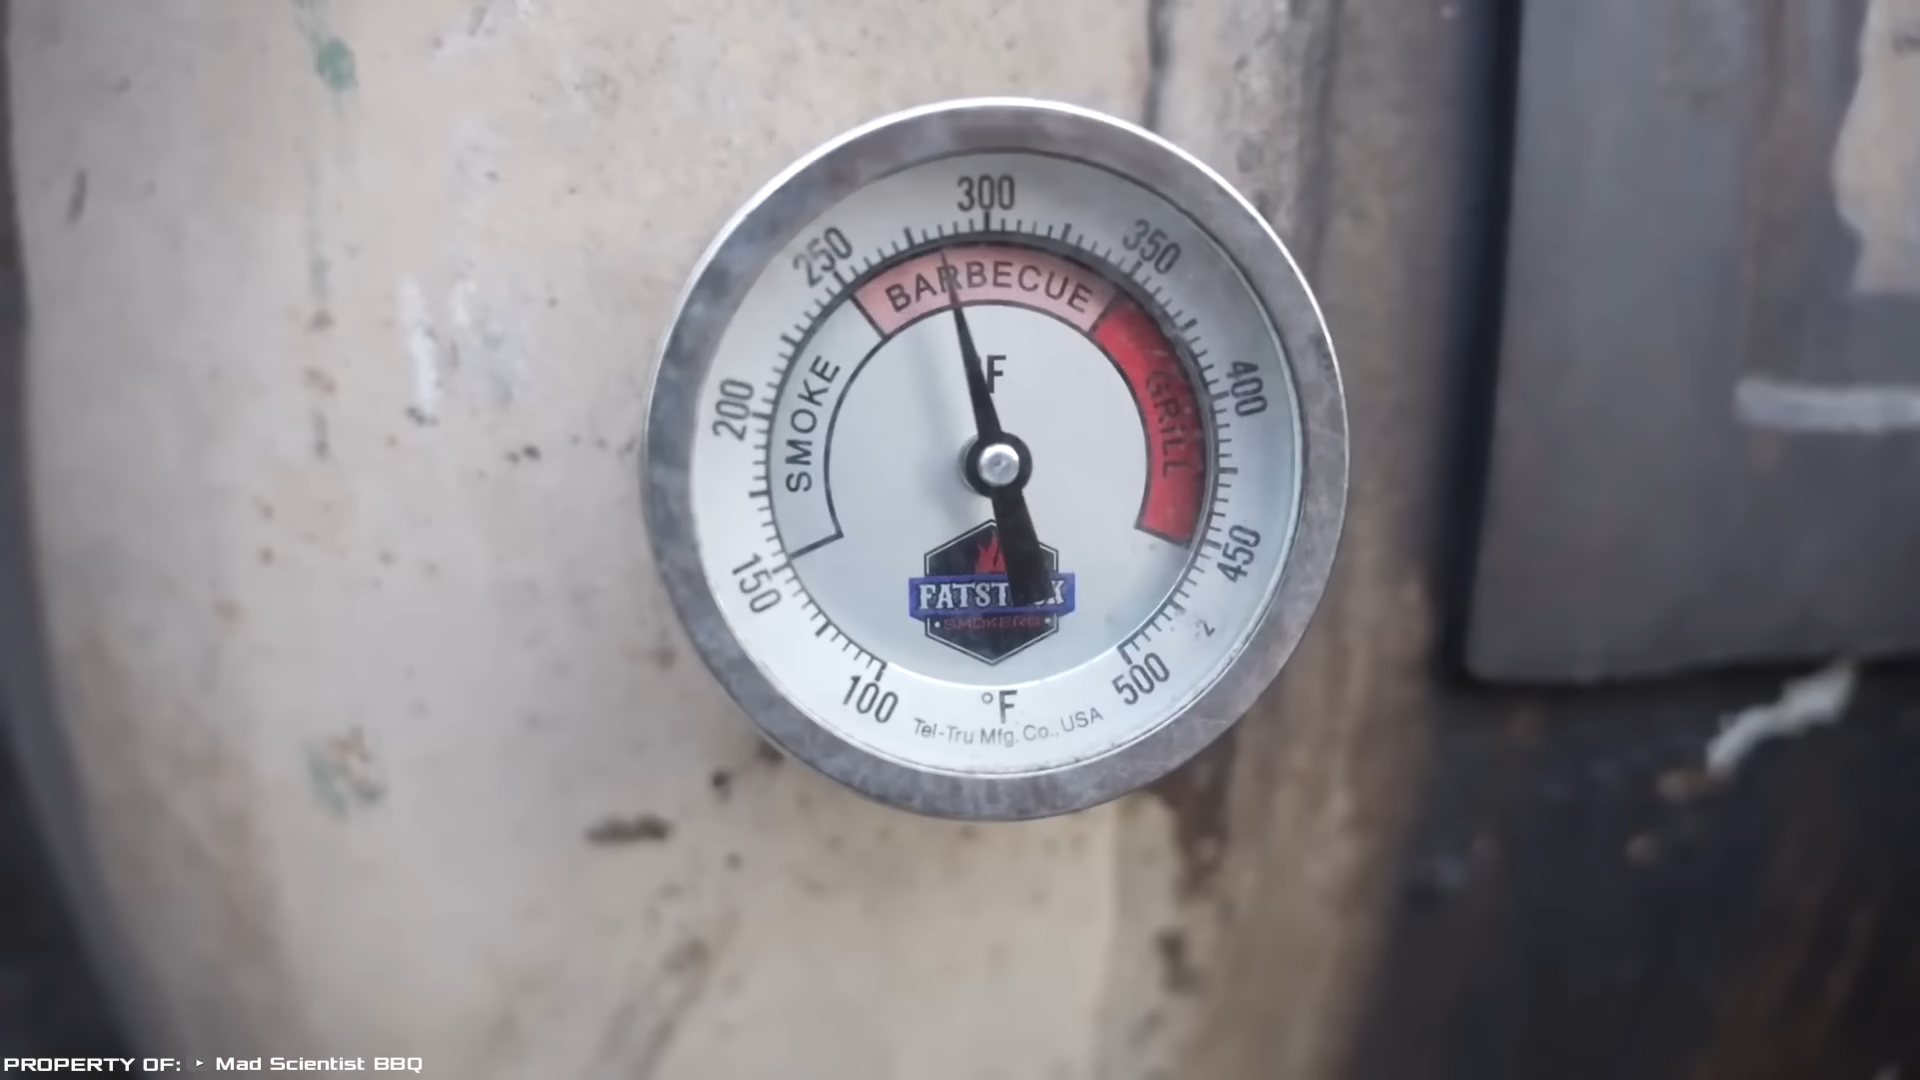 300
250
350
BARBECUE
200
SMOKE
°F
400
GRILL
150
450
FATST
SMOKERS
2
100
°F
500
Tel-Tru Mfg. Co., USA
PROPERTY OF: ▸ Mad Scientist BBQ